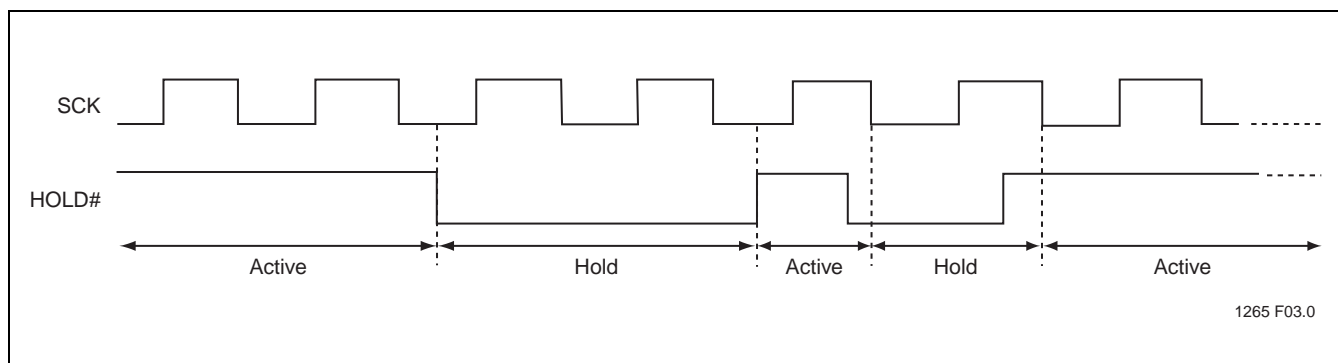 SCK
HOLD#
Active
Hold
Active
Hold
Active
1265 F03.0